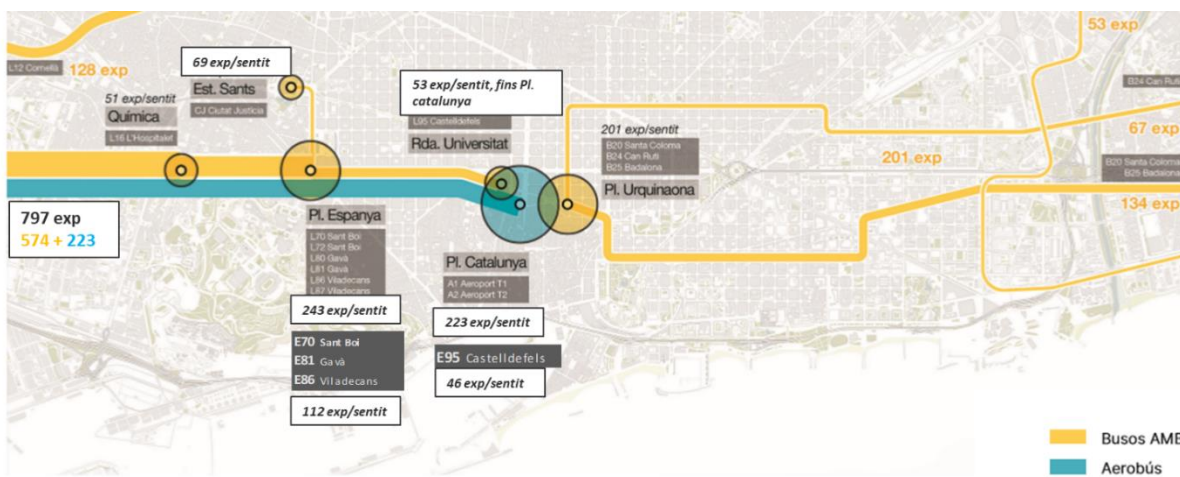 53 exp
L12 Cornellà
128 exp
69 exp/sentit
Est. Sants
CJ Ciutat Justícia
51 exp/sentit
Química
L16 L'Hospitalet
53 exp/sentit, fins Pl.
catalunya
L95 Castelldefels
Rda. Universitat
201 exp/sentit
B20 Santa Coloma
B24 Can Ruti
B25 Badalona
Pl. Urquinaona
B24 Can Ruti
67 exp
201 exp
B20 Santa Coloma
B25 Badalona
134 exp
797 exp
574 + 223
Pl. Espanya
L70 Sant Boi
L72 Sant Boi
L80 Gavà
L81 Gavà
L86 Viladecans
L87 Viladecans
243 exp/sentit
E70 Sant Boi
E81 Gavà
E86 Viladecans
112 exp/sentit
Pl. Catalunya
A1 Aeroport T1
A2 Aeroport T2
223 exp/sentit
E95 Castelldefels
46 exp/sentit
Busos AMB
Aerobús